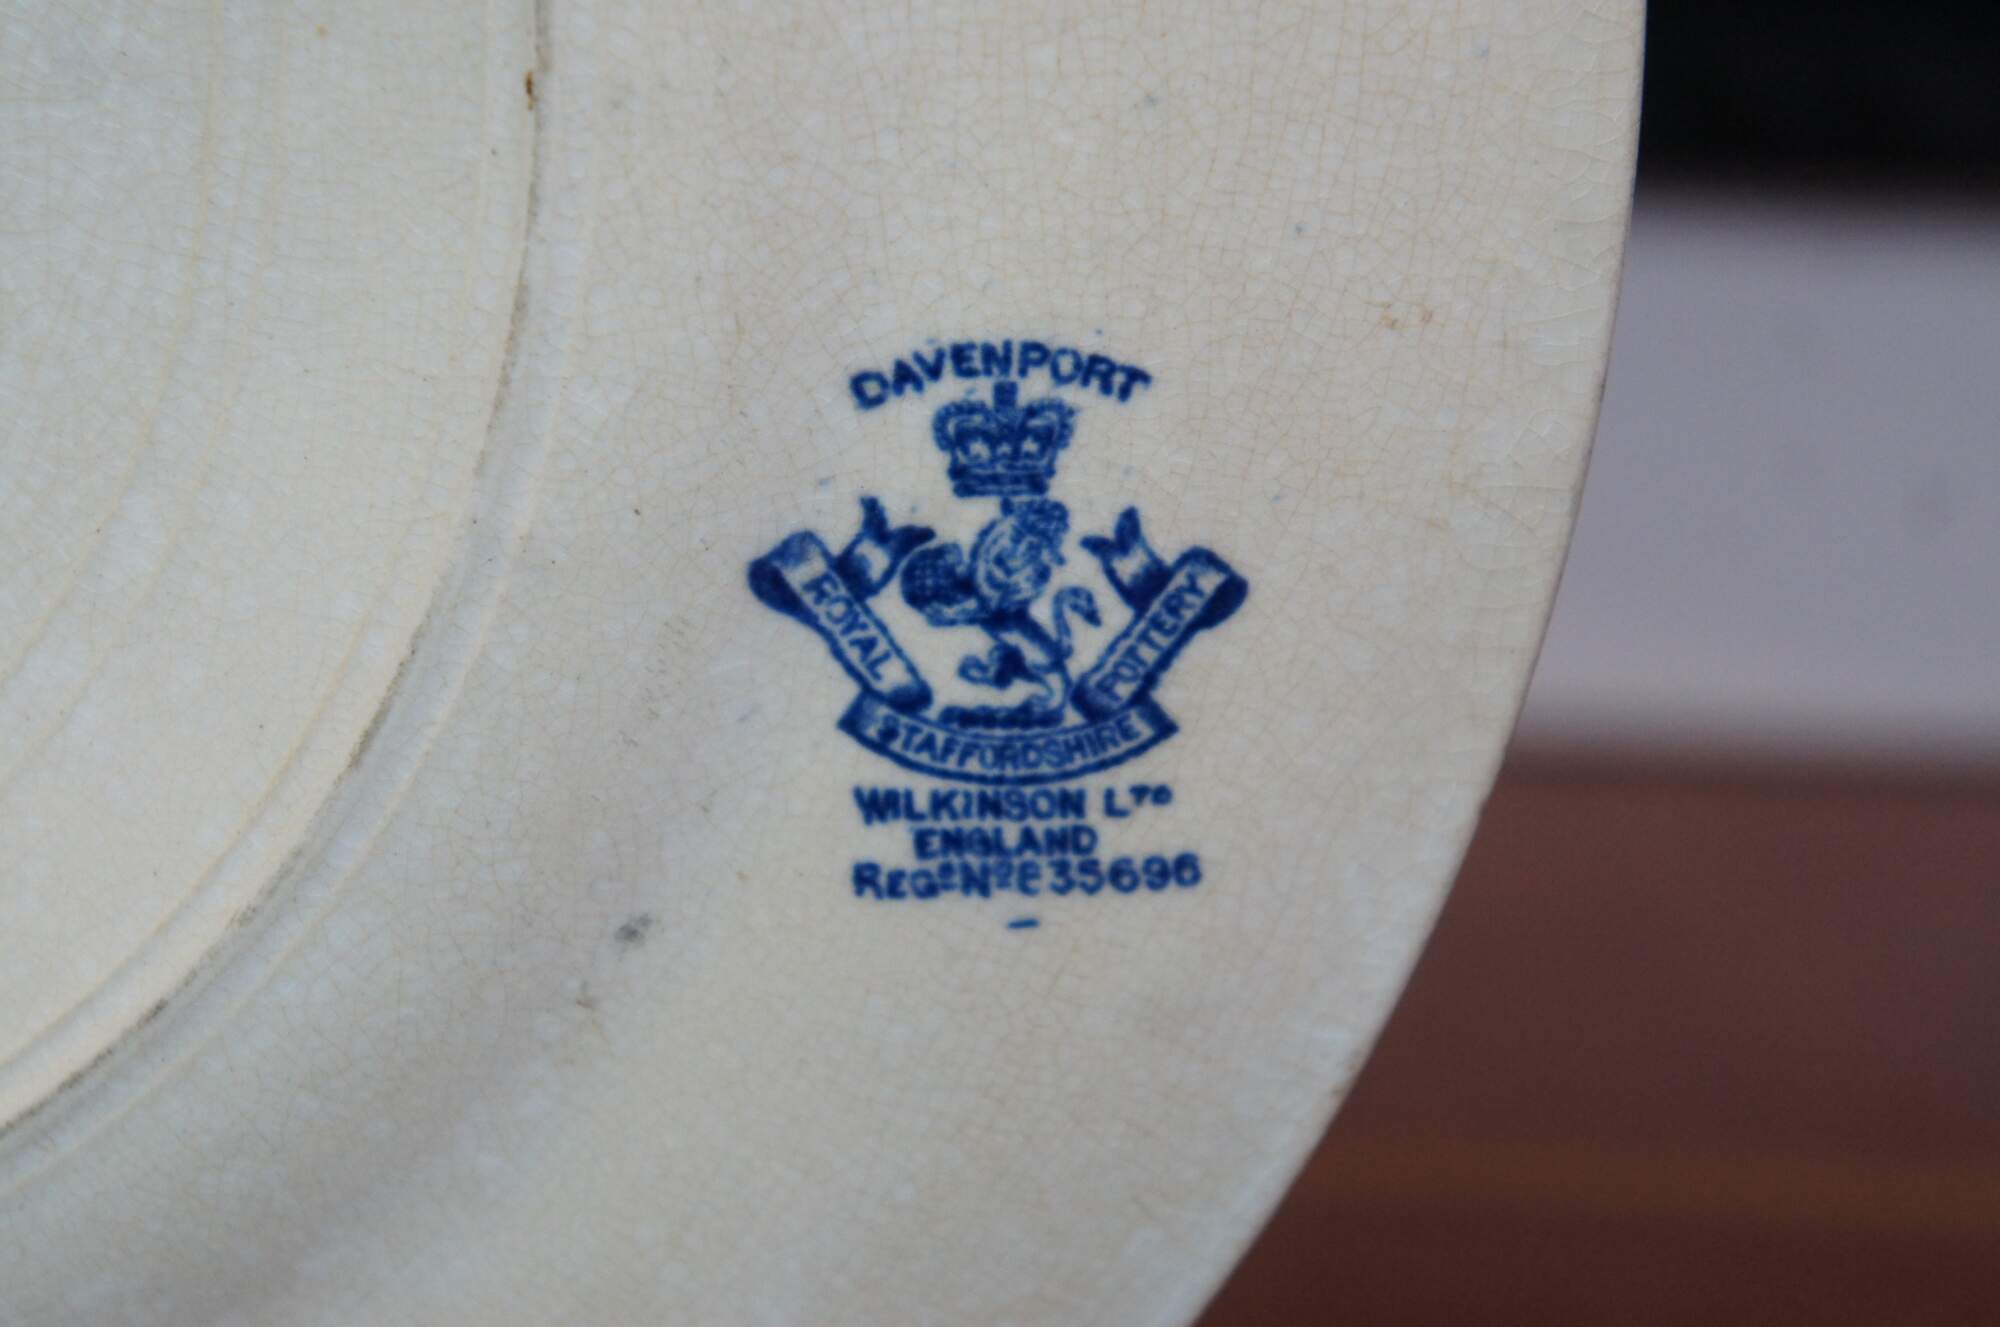 DAVENPORT
ROYAL
STAFFORDSHIRE
POTTERY
WILKINSON LTD
ENGLAND
REGD No 635696